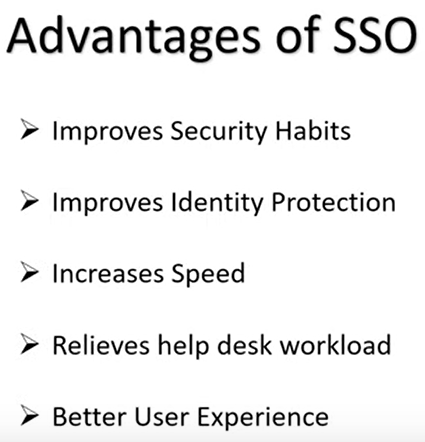 Advantages of SSO
➢ Improves Security Habits
➢ Improves Identity Protection
➢ Increases Speed
➢ Relieves help desk workload
➢ Better User Experience